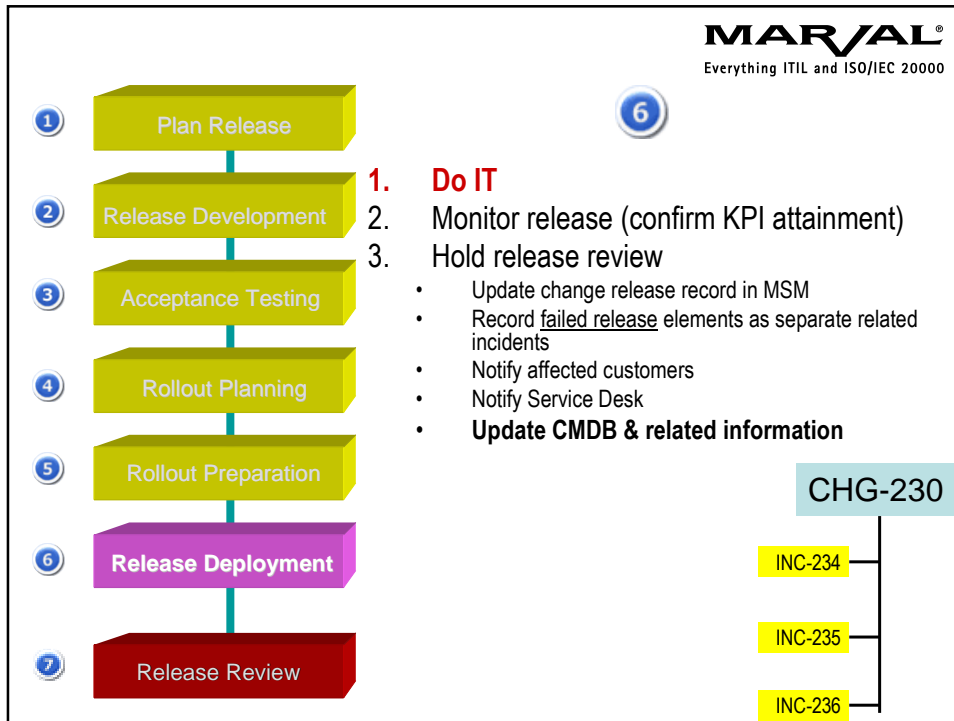 MARVAL®
Everything ITIL and ISO/IEC 20000
6
1 Plan Release
2 Release Development
3 Acceptance Testing
4 Rollout Planning
5 Rollout Preparation
6 Release Deployment
7 Release Review
1. Do IT
2. Monitor release (confirm KPI attainment)
3. Hold release review
• Update change release record in MSM
• Record failed release elements as separate related
incidents
• Notify affected customers
• Notify Service Desk
• Update CMDB & related information
CHG-230
INC-234
INC-235
INC-236